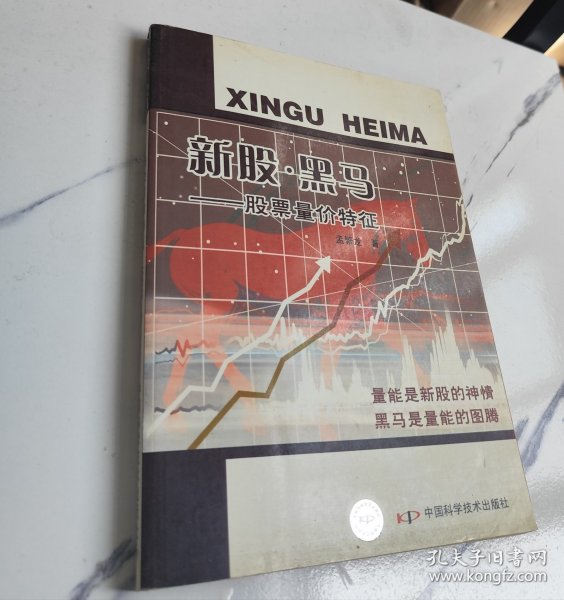 XINGU HEIMA
新股·黑马
——股票量价特征
著
量能是新股的神情
黑马是量能的图腾
中国科学技术出版社
孔夫子旧书网
www.kongfz.com